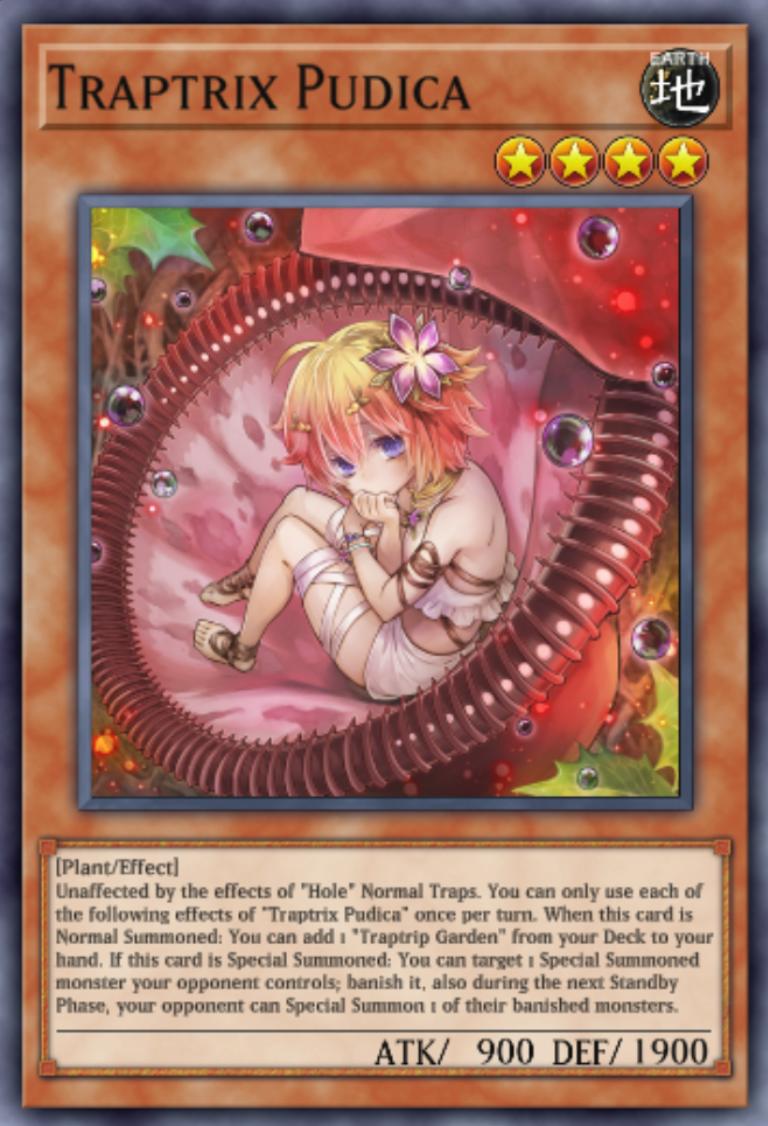 Traptrix Pudica
EARTH
地
[Plant/Effect]
Unaffected by the effects of "Hole" Normal Traps. You can only use each of
the following effects of "Traptrix Pudica" once per turn. When this card is
Normal Summoned: You can add 1 "Traptrip Garden" from your Deck to your
hand. If this card is Special Summoned: You can target 1 Special Summoned
monster your opponent controls; banish it, also during the next Standby
Phase, your opponent can Special Summon 1 of their banished monsters.
ATK/ 900 DEF/ 1900